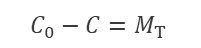 C₀ − C = M_T